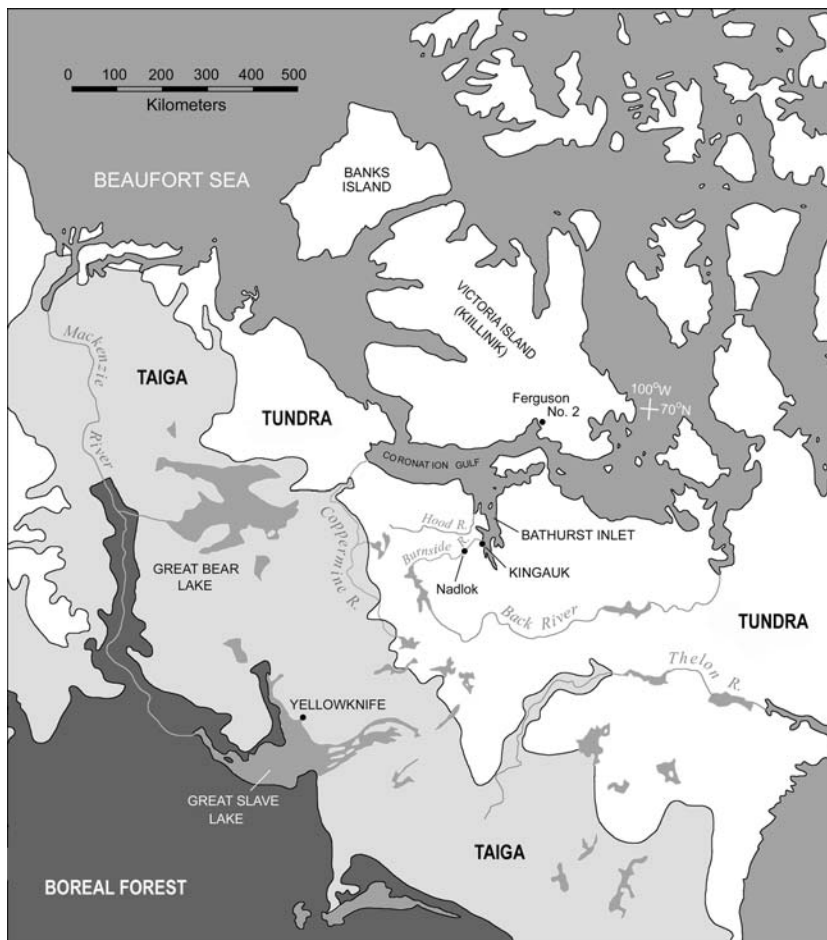 0 100 200 300 400 500
Kilometers
BEAUFORT SEA
BANKS
ISLAND
VICTORIA ISLAND
(KIILLINIK)
100°W
70°N
Ferguson
No. 2
Mackenzie
River
TAIGA
TUNDRA
CORONATION GULF
Hood R.
BATHURST INLET
Burnside R.
KINGAUK
Nadlok
Coppermine R.
GREAT BEAR
LAKE
Back River
TUNDRA
Thelon R.
YELLOWKNIFE
GREAT SLAVE
LAKE
TAIGA
BOREAL FOREST